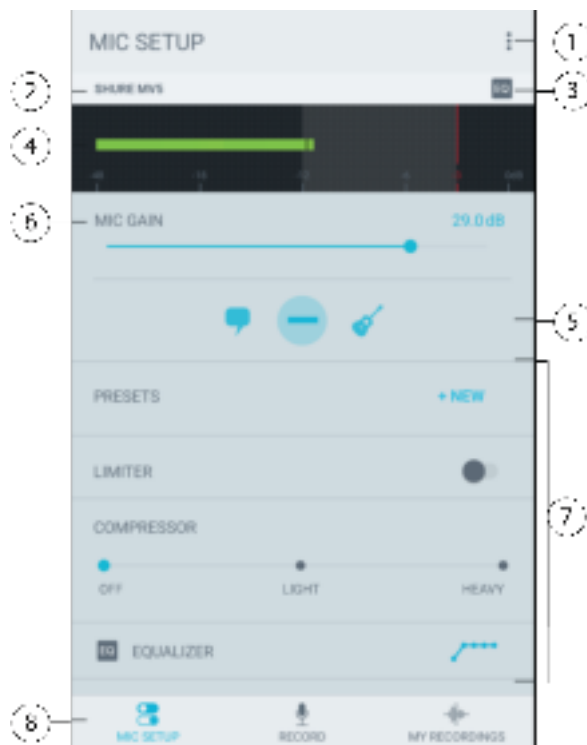 MIC SETUP
1
2
SHURE MV5
EQ
3
4
0dB
6
MIC GAIN
29.0 dB
5
PRESETS
+ NEW
LIMITER
7
COMPRESSOR
OFF
LIGHT
HEAVY
EQ EQUALIZER
8
MIC SETUP
RECORD
MY RECORDINGS